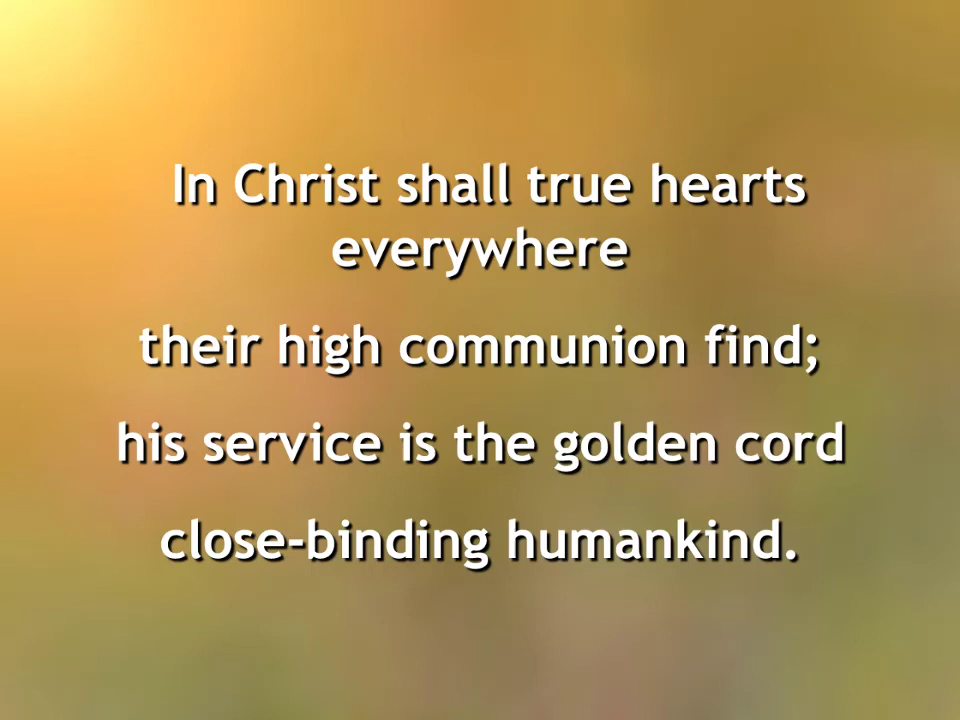 In Christ shall true hearts
everywhere
their high communion find;
his service is the golden cord
close-binding humankind.